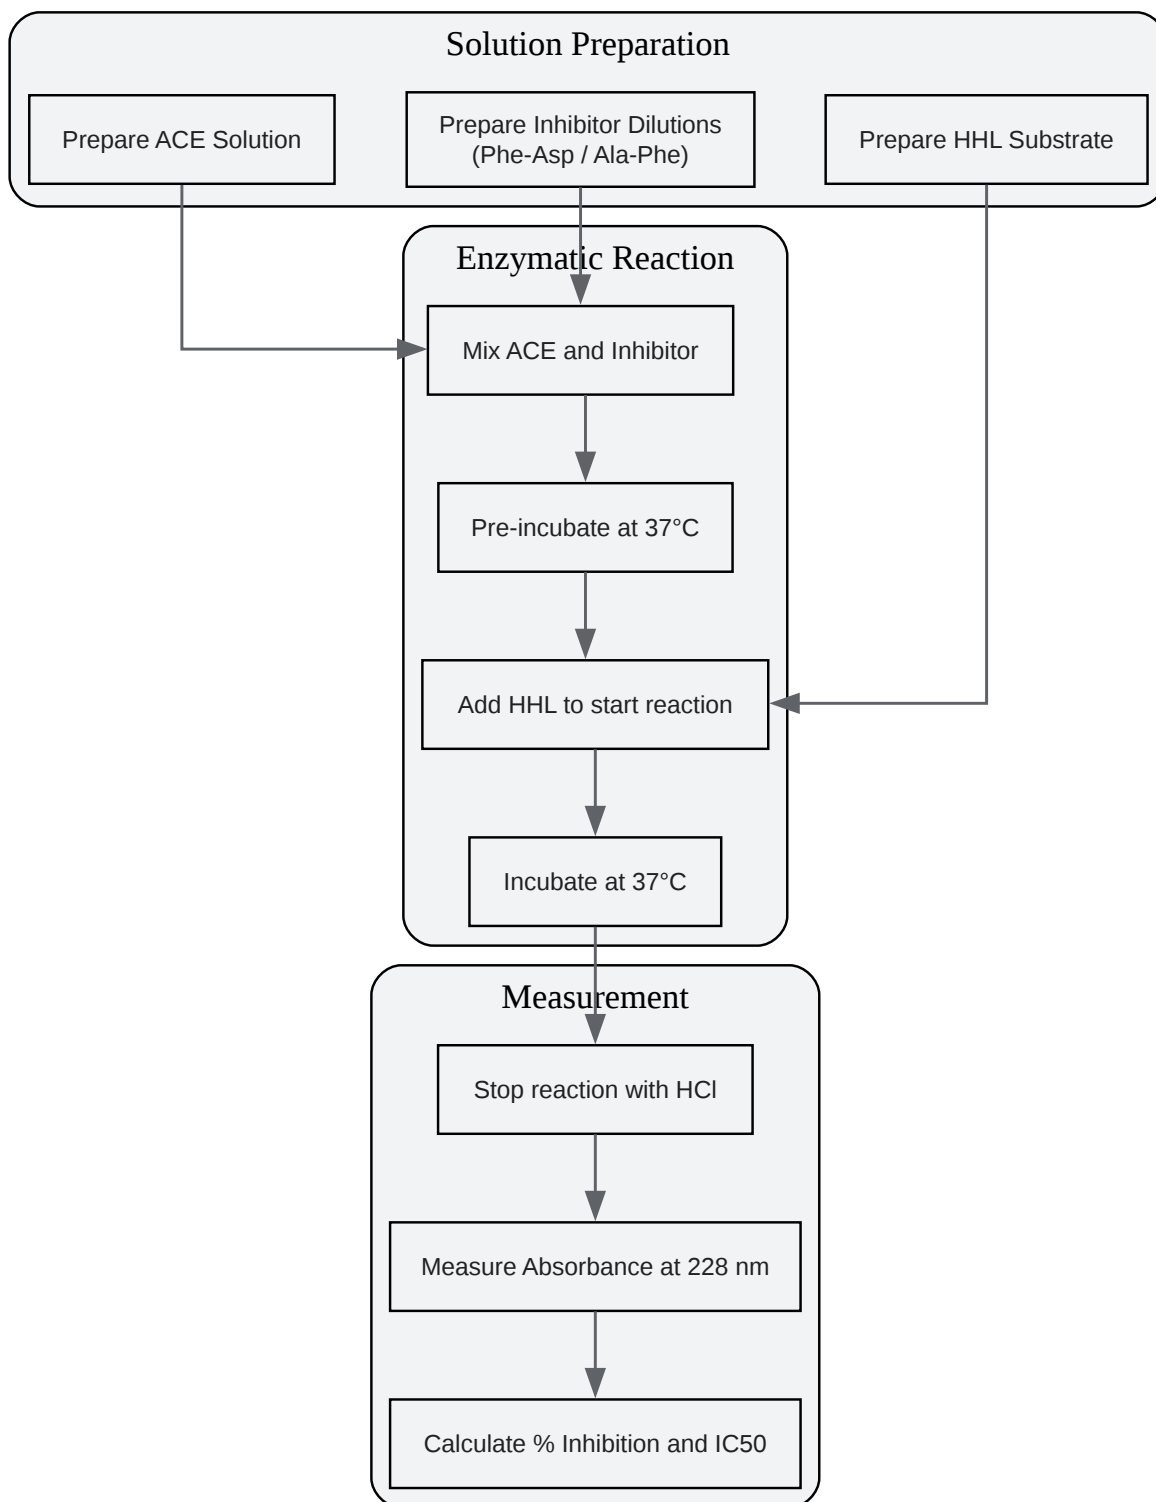 Solution Preparation
Prepare ACE Solution
Prepare Inhibitor Dilutions
(Phe-Asp / Ala-Phe)
Prepare HHL Substrate
Enzymatic Reaction
Mix ACE and Inhibitor
Pre-incubate at 37°C
Add HHL to start reaction
Incubate at 37°C
Measurement
Stop reaction with HCl
Measure Absorbance at 228 nm
Calculate % Inhibition and IC50